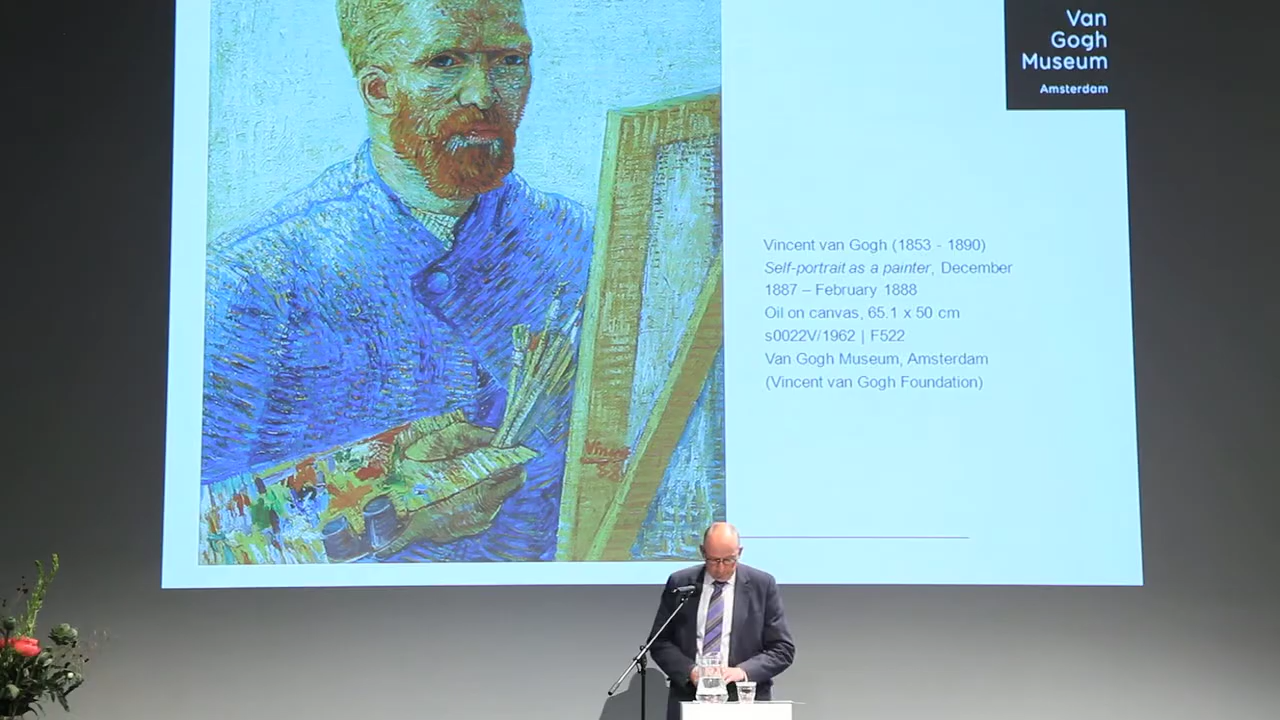 Van
Gogh
Museum
Amsterdam
Vincent van Gogh (1853 - 1890)
Self-portrait as a painter, December
1887 – February 1888
Oil on canvas, 65.1 x 50 cm
s0022V/1962 | F522
Van Gogh Museum, Amsterdam
(Vincent van Gogh Foundation)